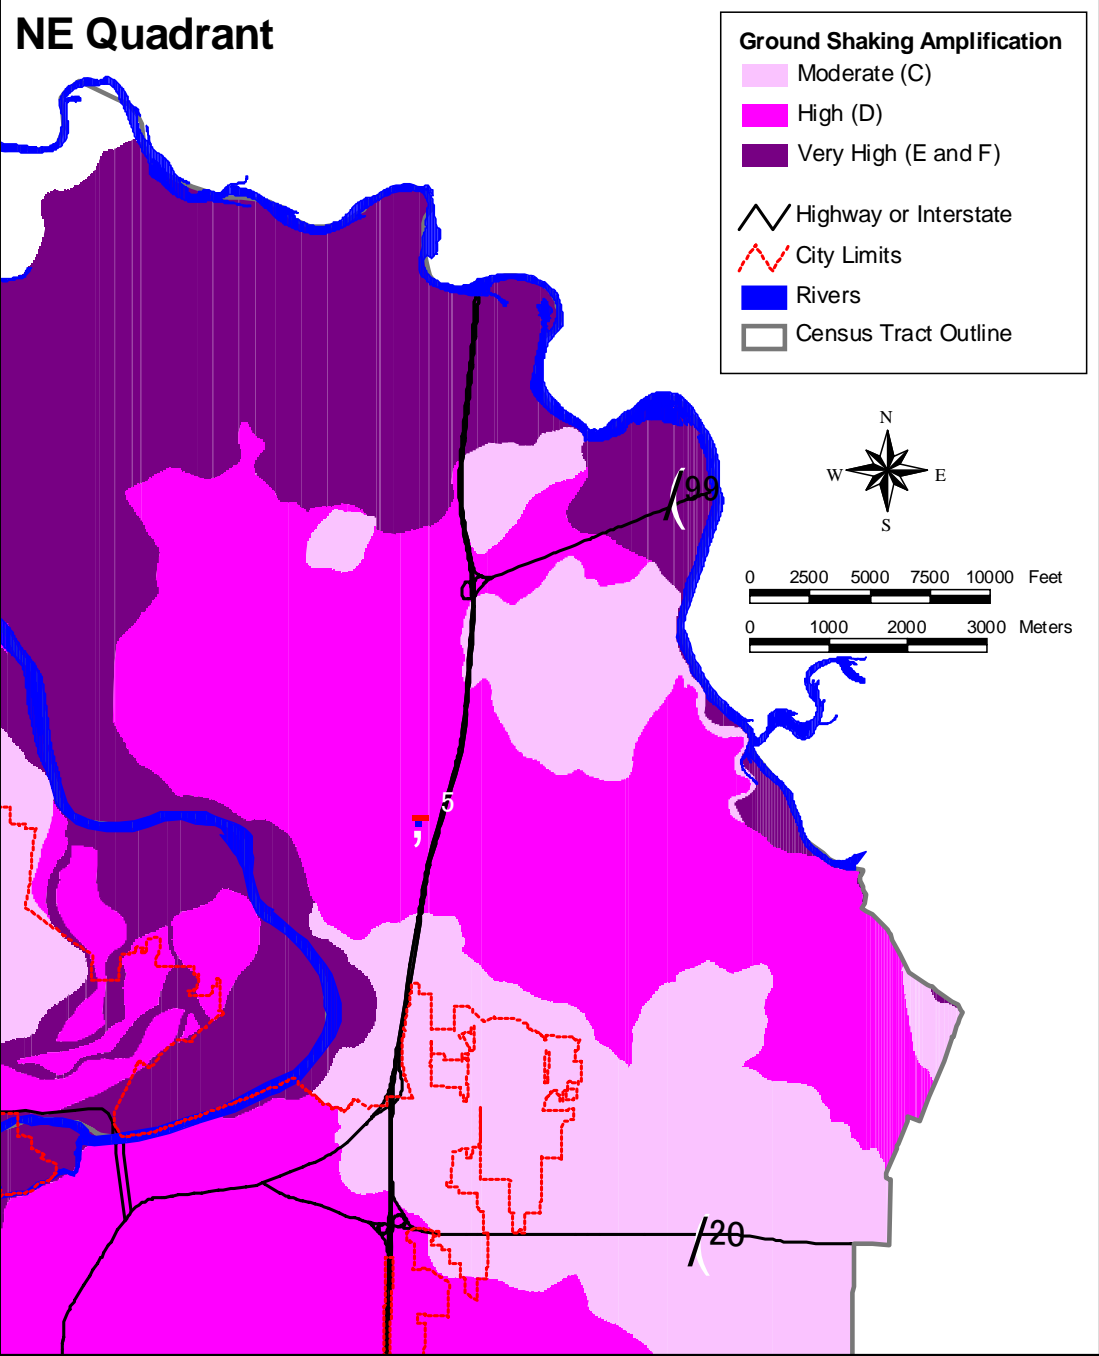 NE Quadrant
Ground Shaking Amplification
Moderate (C)
High (D)
Very High (E and F)
Highway or Interstate
City Limits
Rivers
Census Tract Outline
N
W E
S
99
0 2500 5000 7500 10000 Feet
0 1000 2000 3000 Meters
5
20